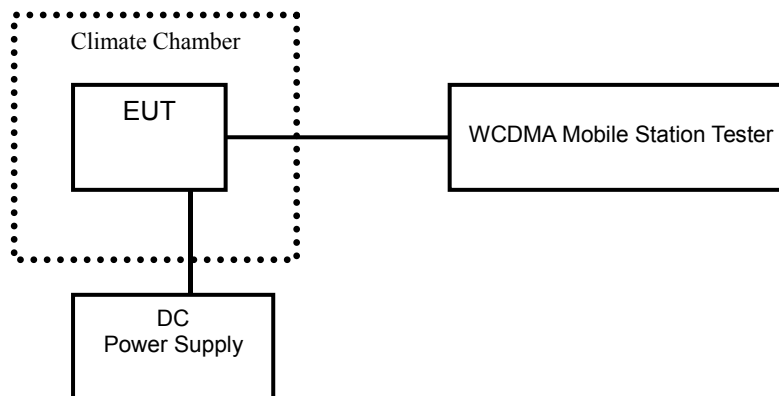 Climate Chamber
EUT
WCDMA Mobile Station Tester
DC
Power Supply